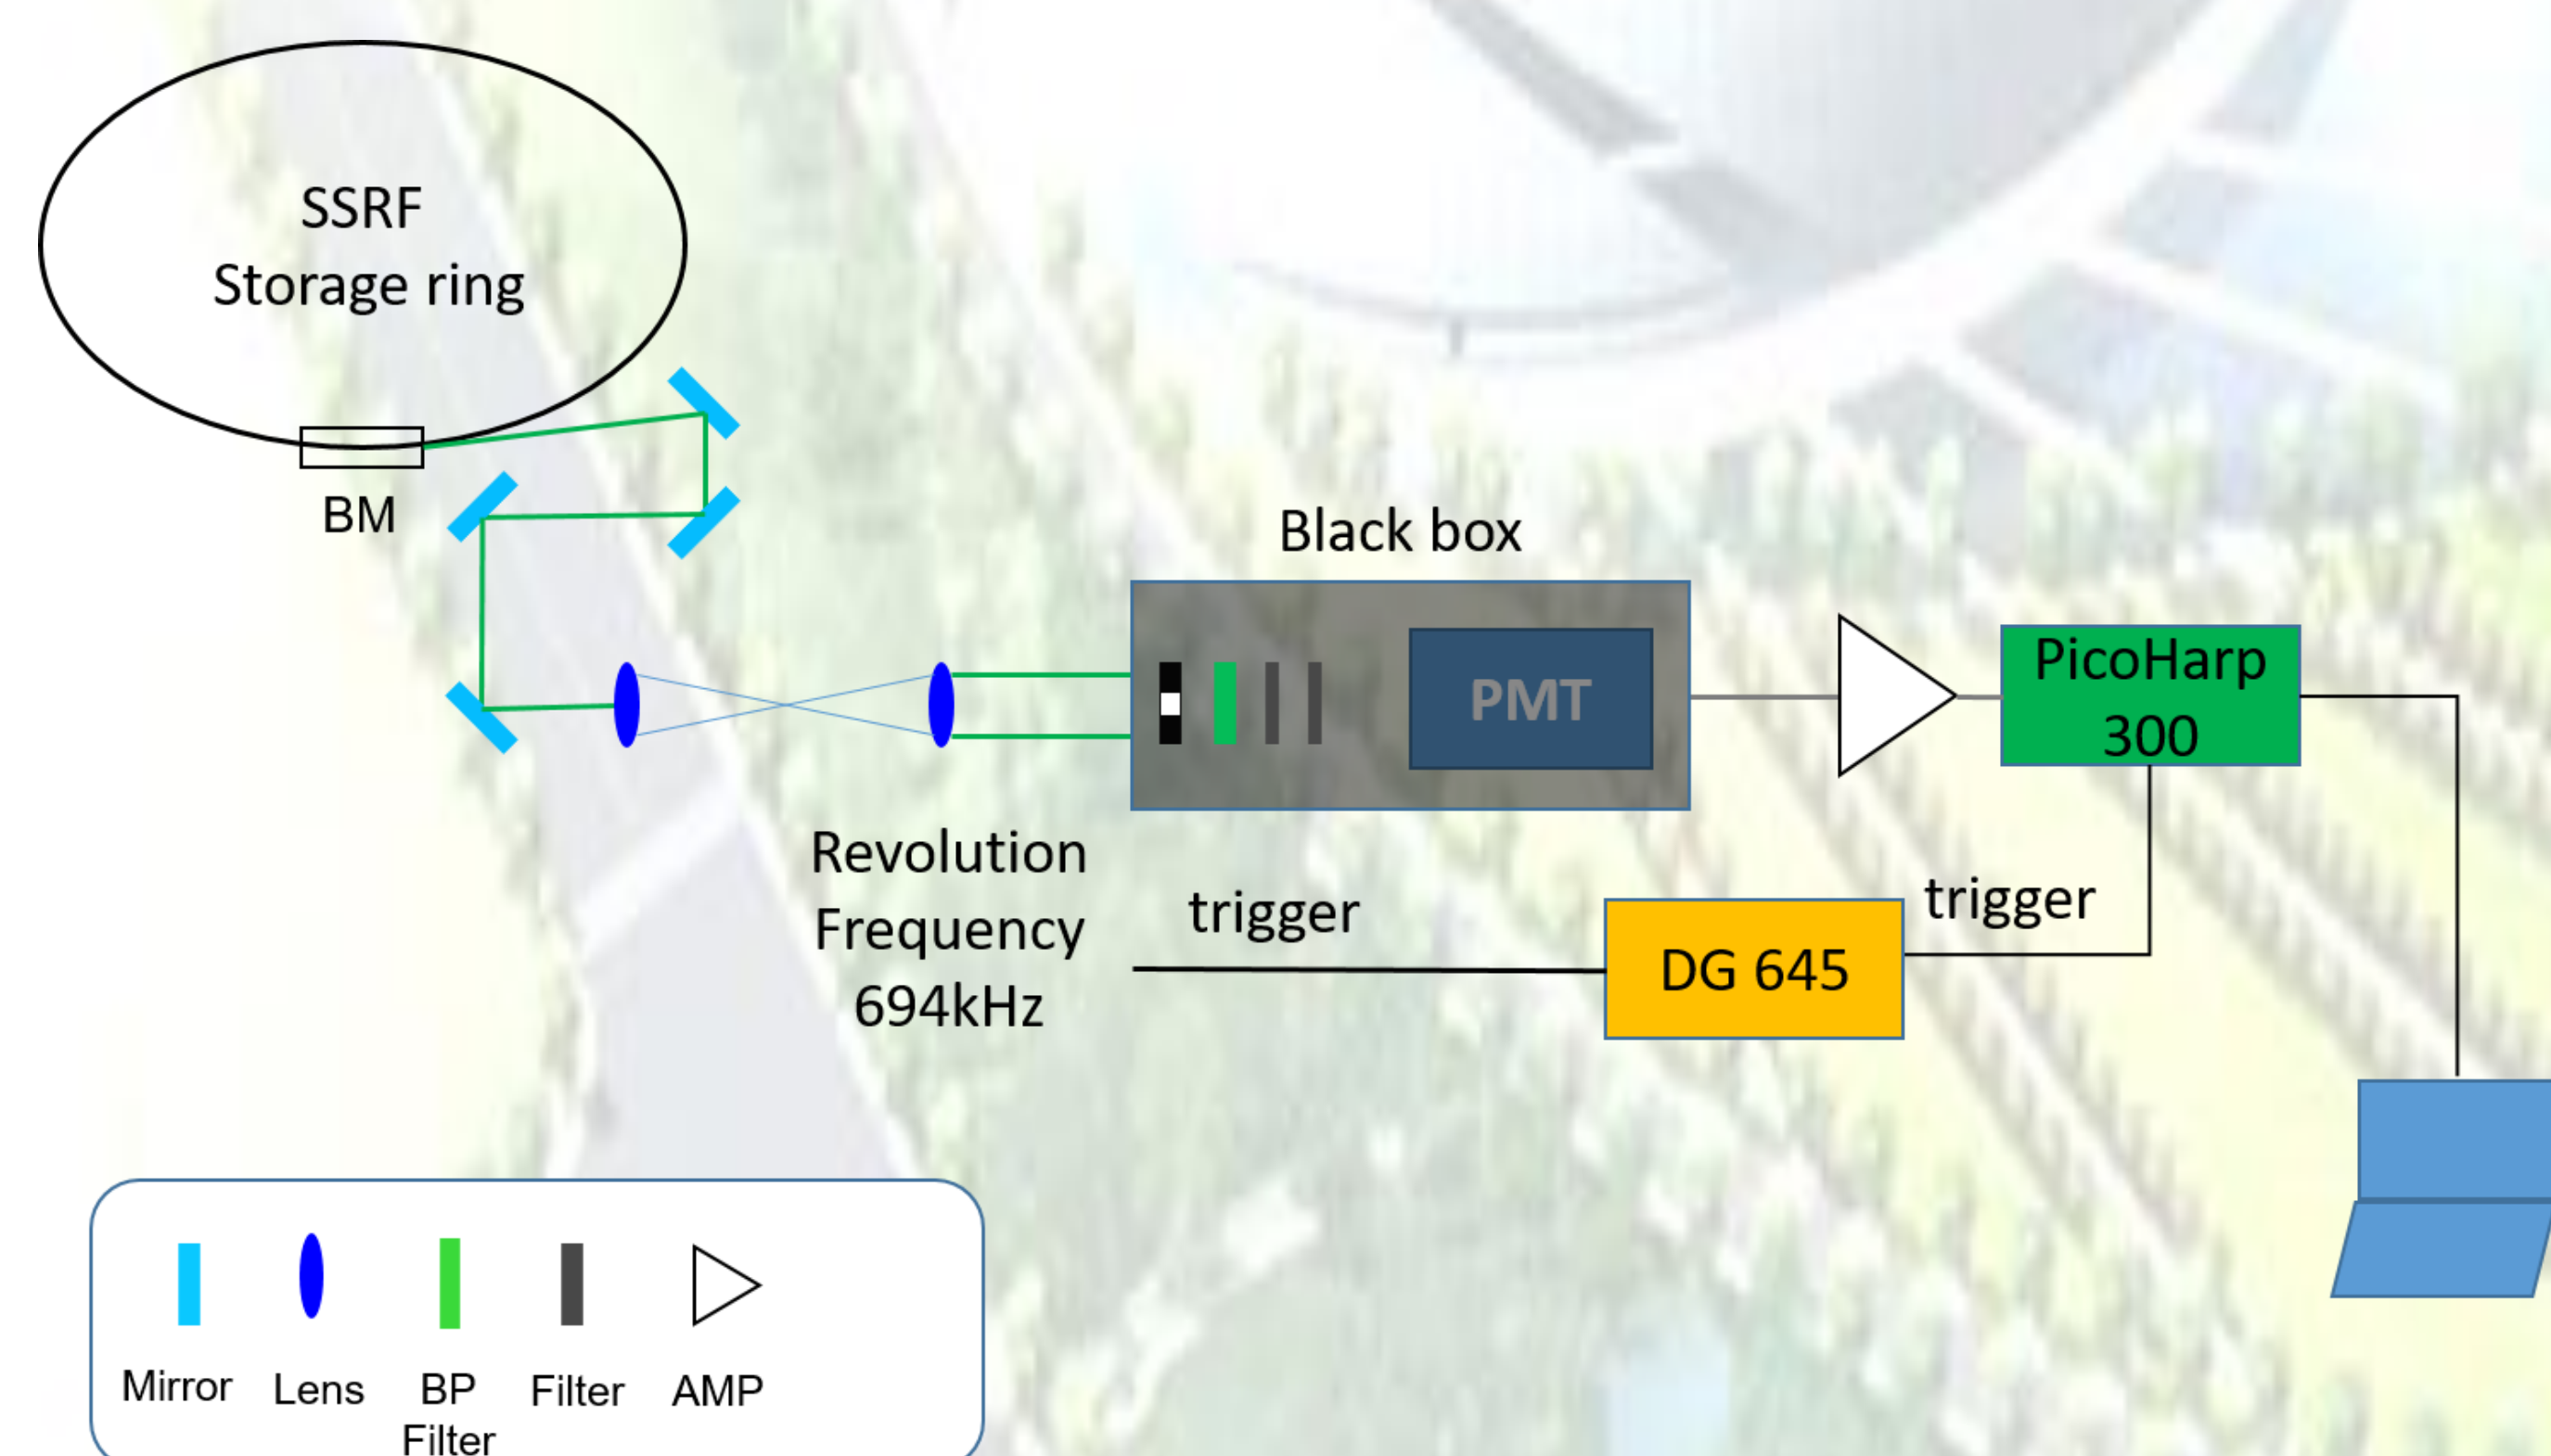 SSRF
Storage ring
BM
Black box
PMT
PicoHarp
300
Revolution
Frequency
694kHz
trigger
DG 645
trigger
Mirror
Lens
BP
Filter
Filter
AMP